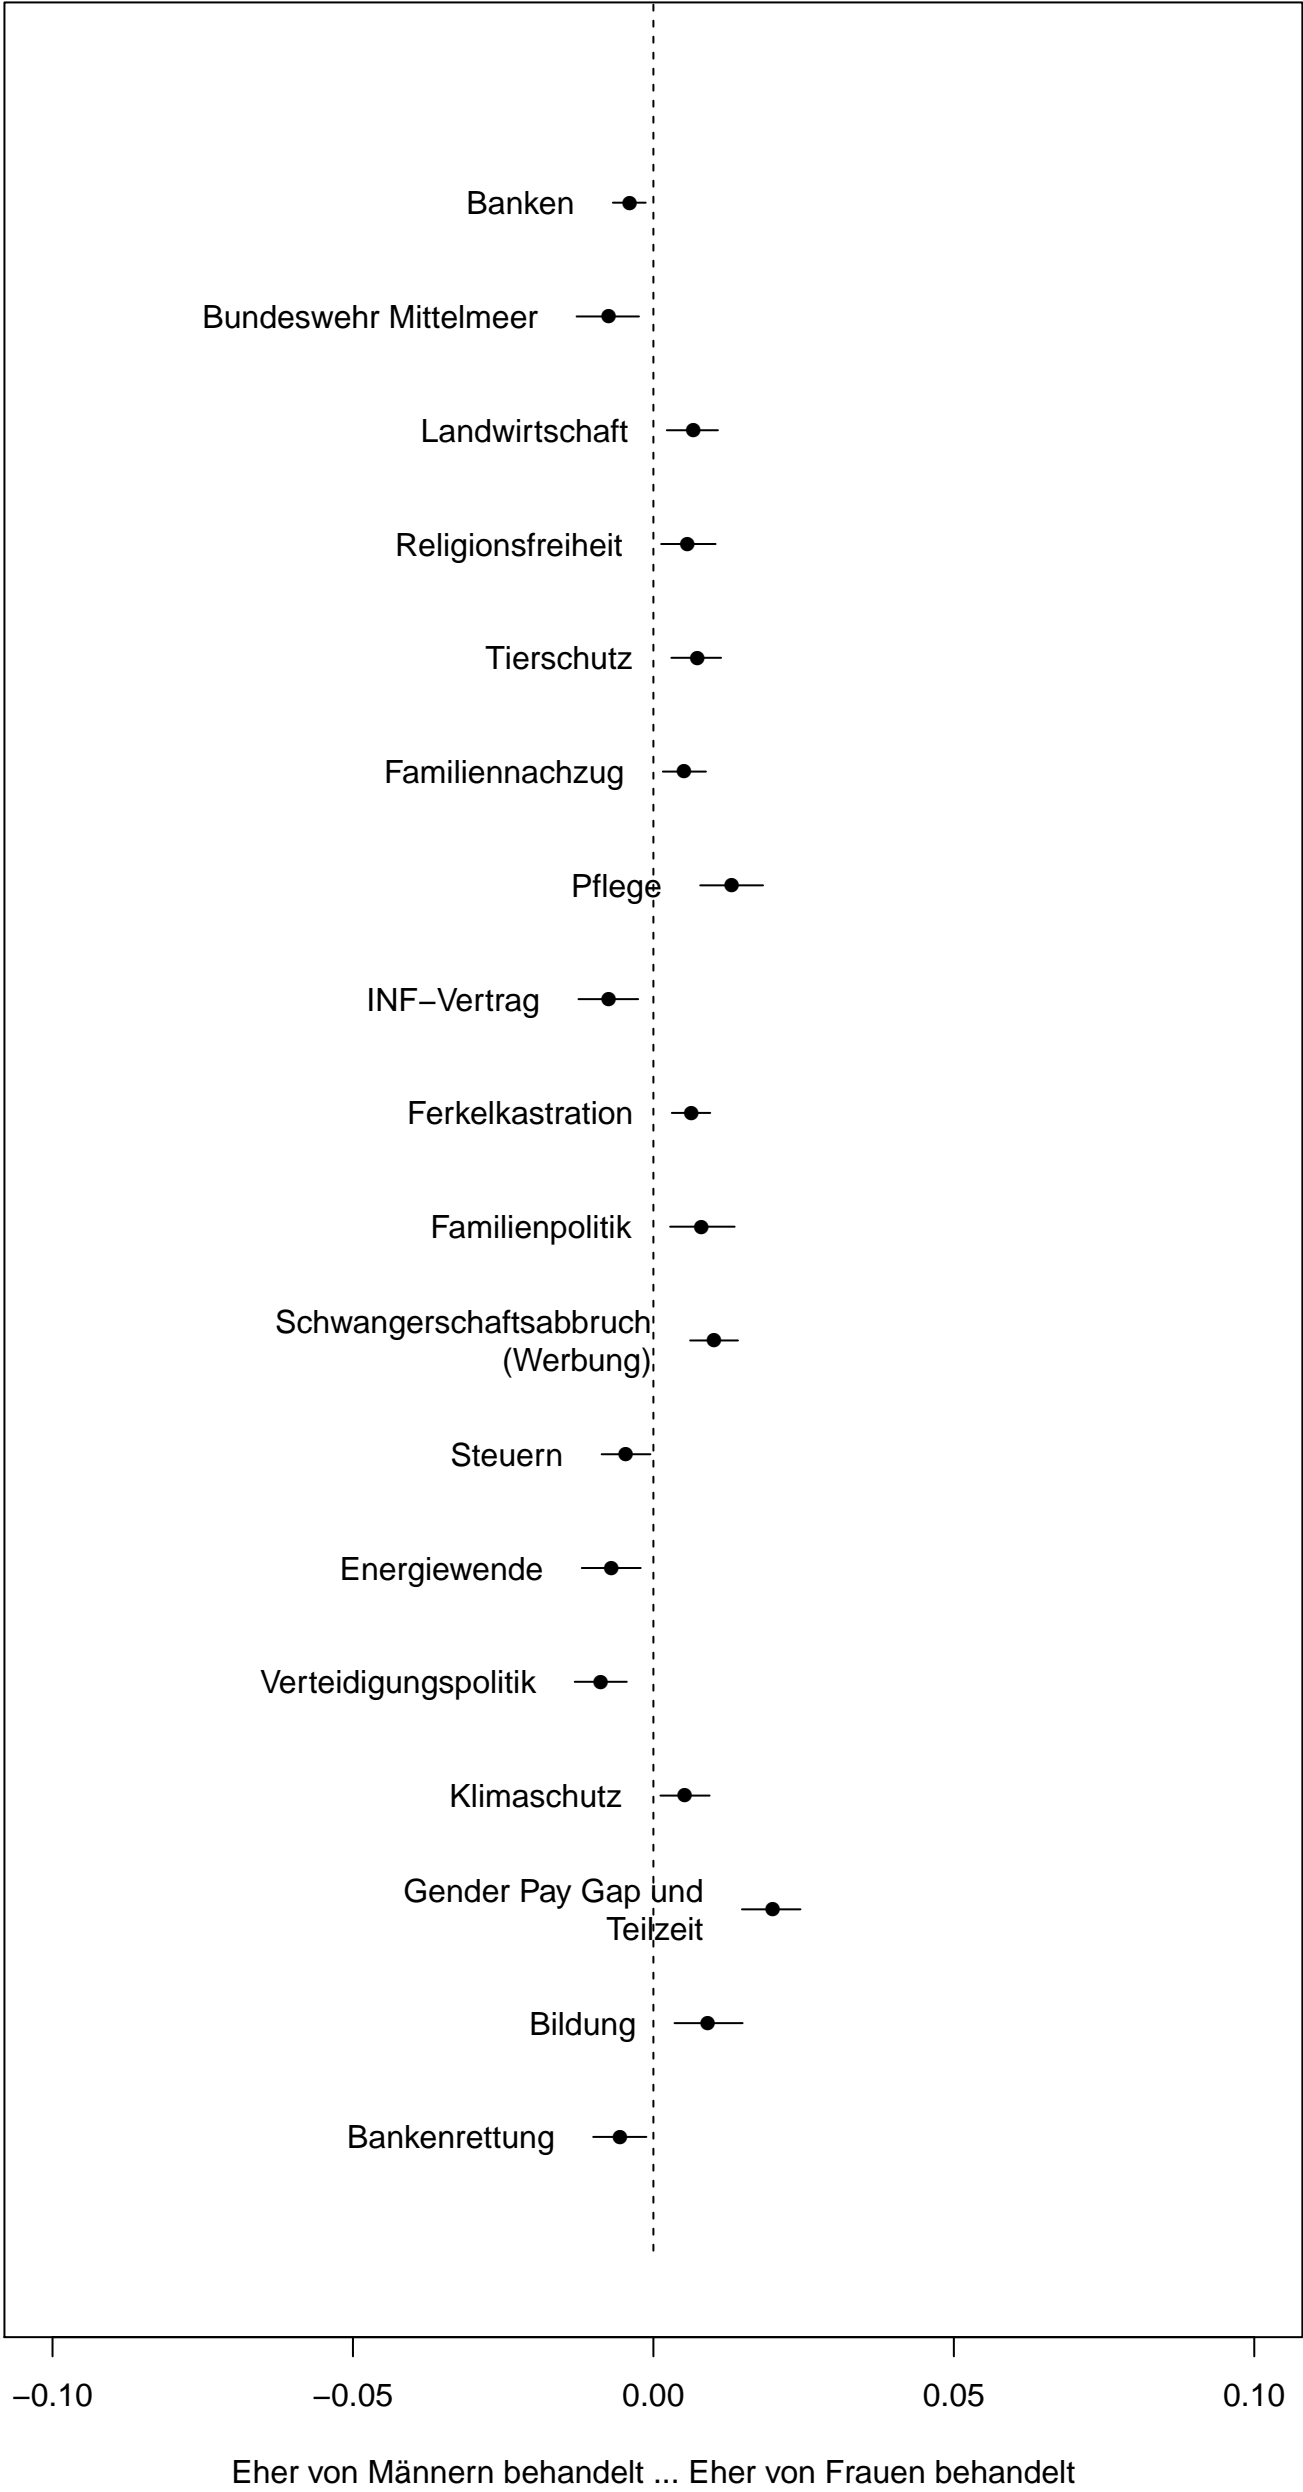 Banken
Bundeswehr Mittelmeer
Landwirtschaft
Religionsfreiheit
Tierschutz
Familiennachzug
Pflege
INF−Vertrag
Ferkelkastration
Familienpolitik
Schwangerschaftsabbruch
(Werbung)
Steuern
Energiewende
Verteidigungspolitik
Klimaschutz
Gender Pay Gap und
Teilzeit
Bildung
Bankenrettung
−0.10 −0.05 0.00 0.05 0.10
Eher von Männern behandelt ... Eher von Frauen behandelt